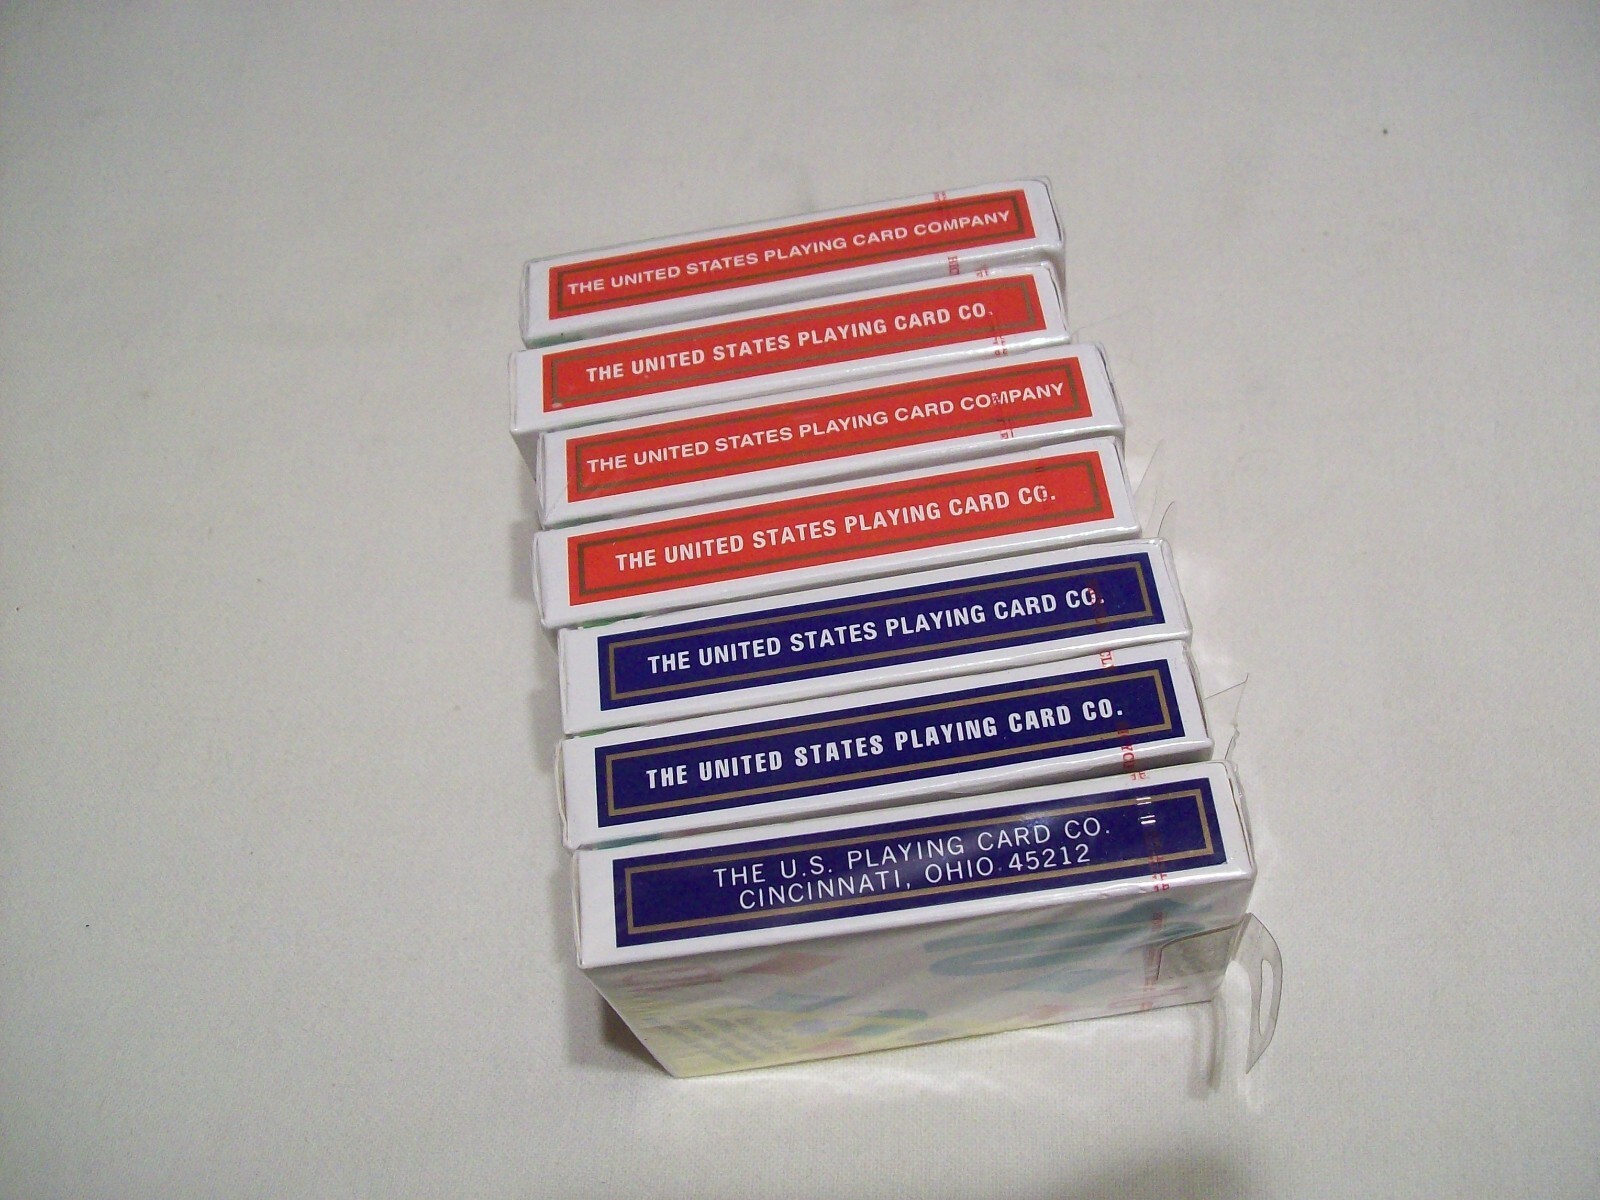 THE UNITED STATES PLAYING CARD COMPANY
THE UNITED STATES PLAYING CARD CO.
THE UNITED STATES PLAYING CARD COMPANY
THE UNITED STATES PLAYING CARD CO.
THE UNITED STATES PLAYING CARD CO.
THE UNITED STATES PLAYING CARD CO.
THE U.S. PLAYING CARD CO.
CINCINNATI, OHIO 45212